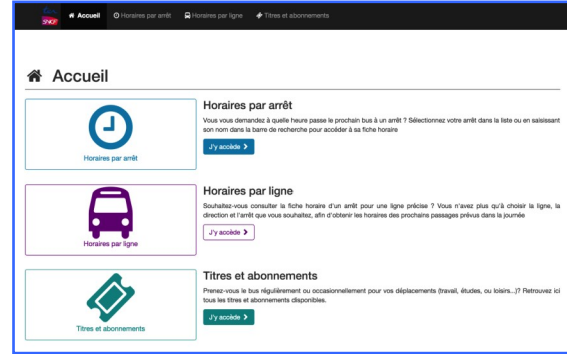 SNCF Accueil Horaires par arrêt Horaires par ligne Titres et abonnements
Accueil
Horaires par arrêt
Horaires par arrêt
Vous vous demandez à quelle heure passe le prochain bus à un arrêt ? Sélectionnez votre arrêt dans la liste ou en saisissant
son nom dans la barre de recherche pour accéder à sa fiche horaire
J'y accède
Horaires par ligne
Horaires par ligne
Souhaitez-vous consulter la fiche horaire d'un arrêt pour une ligne précise ? Vous n'avez plus qu'à choisir la ligne, la
direction et l'arrêt que vous souhaitez, afin d'obtenir les horaires des prochains passages prévus dans la journée
J'y accède
Titres et abonnements
Titres et abonnements
Prenez-vous le bus régulièrement ou occasionnellement pour vos déplacements (travail, études, ou loisirs...)? Retrouvez ici
tous les titres et abonnements disponibles.
J'y accède